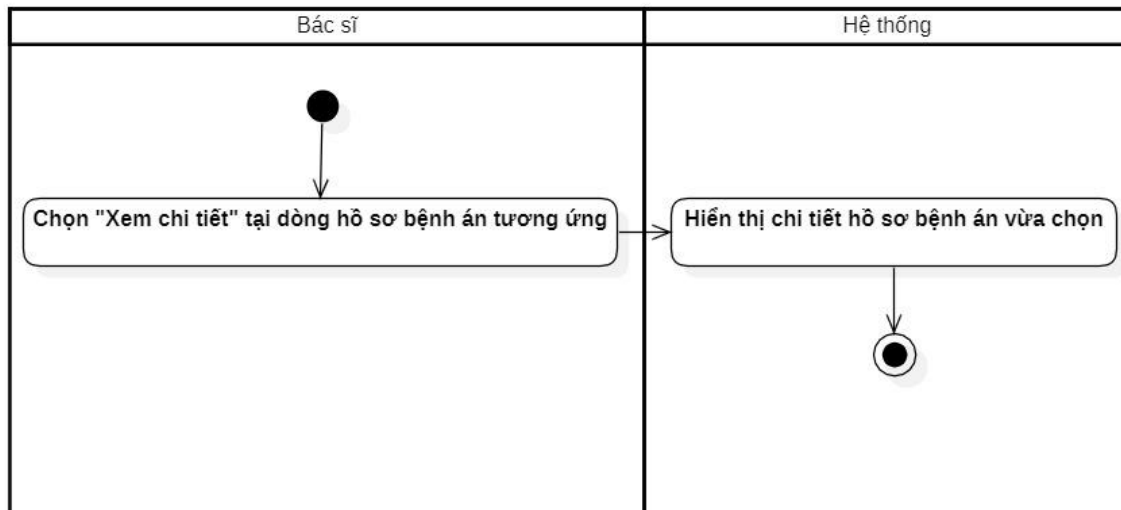 Bác sĩ
Hệ thống
Chọn "Xem chi tiết" tại dòng hồ sơ bệnh án tương ứng
Hiển thị chi tiết hồ sơ bệnh án vừa chọn